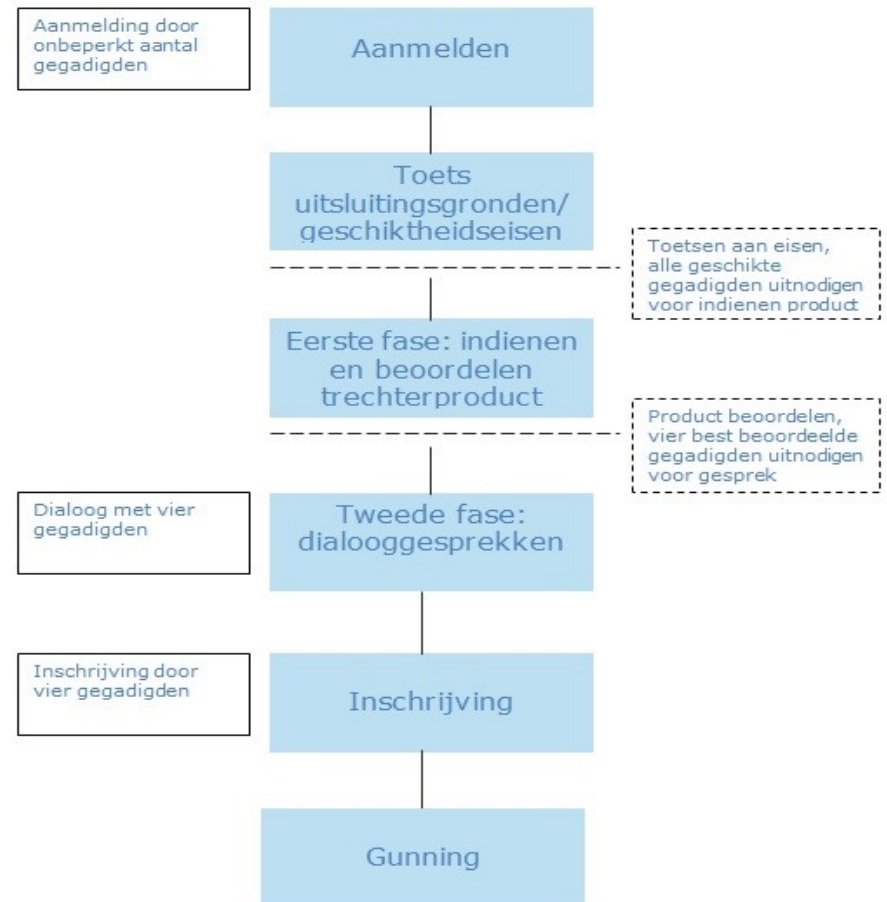 Aanmelding door
onbeperkt aantal
gegadigden
Aanmelden
Toets
uitsluitingsgronden/
geschiktheidseisen
Toetsen aan eisen,
alle geschikte
gegadigden uitnodigen
voor indienen product
Eerste fase: indienen
en beoordelen
trechterproduct
Product beoordelen,
vier best beoordeelde
gegadigden uitnodigen
voor gesprek
Dialoog met vier
gegadigden
Tweede fase:
dialooggesprekken
Inschrijving door
vier gegadigden
Inschrijving
Gunning